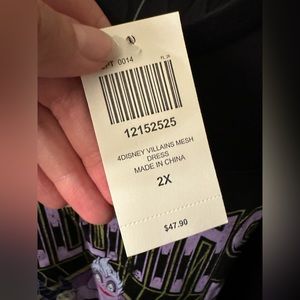 0014
12152525
4DISNEY VILLAINS MESH
DRESS
MADE IN CHINA
2X
$47.90